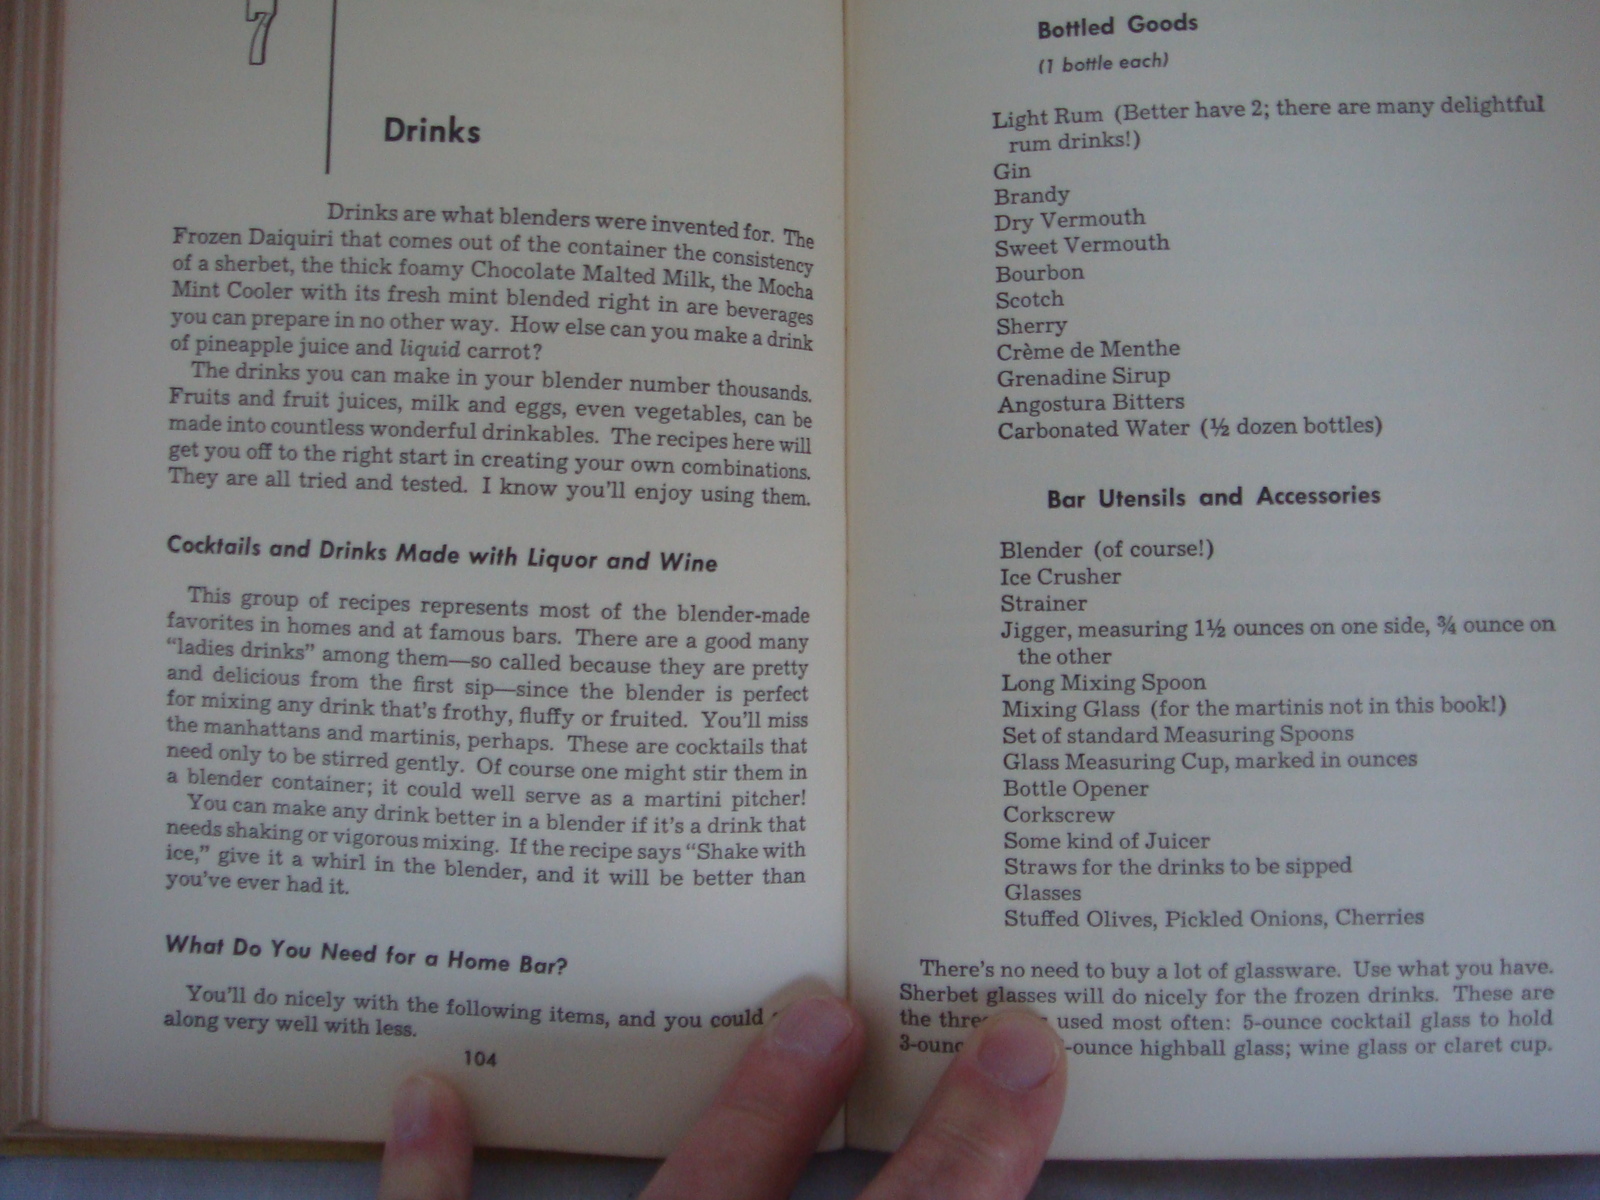 7
Drinks
Drinks are what blenders were invented for. The
Frozen Daiquiri that comes out of the container the consistency
of a sherbet, the thick foamy Chocolate Malted Milk, the Mocha
Mint Cooler with its fresh mint blended right in are beverages
you can prepare in no other way. How else can you make a drink
of pineapple juice and liquid carrot?
The drinks you can make in your blender number thousands.
Fruits and fruit juices, milk and eggs, even vegetables, can be
made into countless wonderful drinkables. The recipes here will
get you off to the right start in creating your own combinations.
They are all tried and tested. I know you'll enjoy using them.
Cocktails and Drinks Made with Liquor and Wine
This group of recipes represents most of the blender-made
favorites in homes and at famous bars. There are a good many
"ladies drinks" among them—so called because they are pretty
and delicious from the first sip—since the blender is perfect
for mixing any drink that's frothy, fluffy or fruited. You'll miss
the manhattans and martinis, perhaps. These are cocktails that
need only to be stirred gently. Of course one might stir them in
a blender container; it could well serve as a martini pitcher!
You can make any drink better in a blender if it's a drink that
needs shaking or vigorous mixing. If the recipe says "Shake with
ice," give it a whirl in the blender, and it will be better than
you've ever had it.
What Do You Need for a Home Bar?
You'll do nicely with the following items, and you could
along very well with less.
104
Bottled Goods
(1 bottle each)
Light Rum (Better have 2; there are many delightful
rum drinks!)
Gin
Brandy
Dry Vermouth
Sweet Vermouth
Bourbon
Scotch
Sherry
Crème de Menthe
Grenadine Sirup
Angostura Bitters
Carbonated Water (½ dozen bottles)
Bar Utensils and Accessories
Blender (of course!)
Ice Crusher
Strainer
Jigger, measuring 1½ ounces on one side, ¾ ounce on
the other
Long Mixing Spoon
Mixing Glass (for the martinis not in this book!)
Set of standard Measuring Spoons
Glass Measuring Cup, marked in ounces
Bottle Opener
Corkscrew
Some kind of Juicer
Straws for the drinks to be sipped
Glasses
Stuffed Olives, Pickled Onions, Cherries
There's no need to buy a lot of glassware. Use what you have.
Sherbet glasses will do nicely for the frozen drinks. These are
the used most often: 5-ounce cocktail glass to hold
-ounce highball glass; wine glass or claret cup.